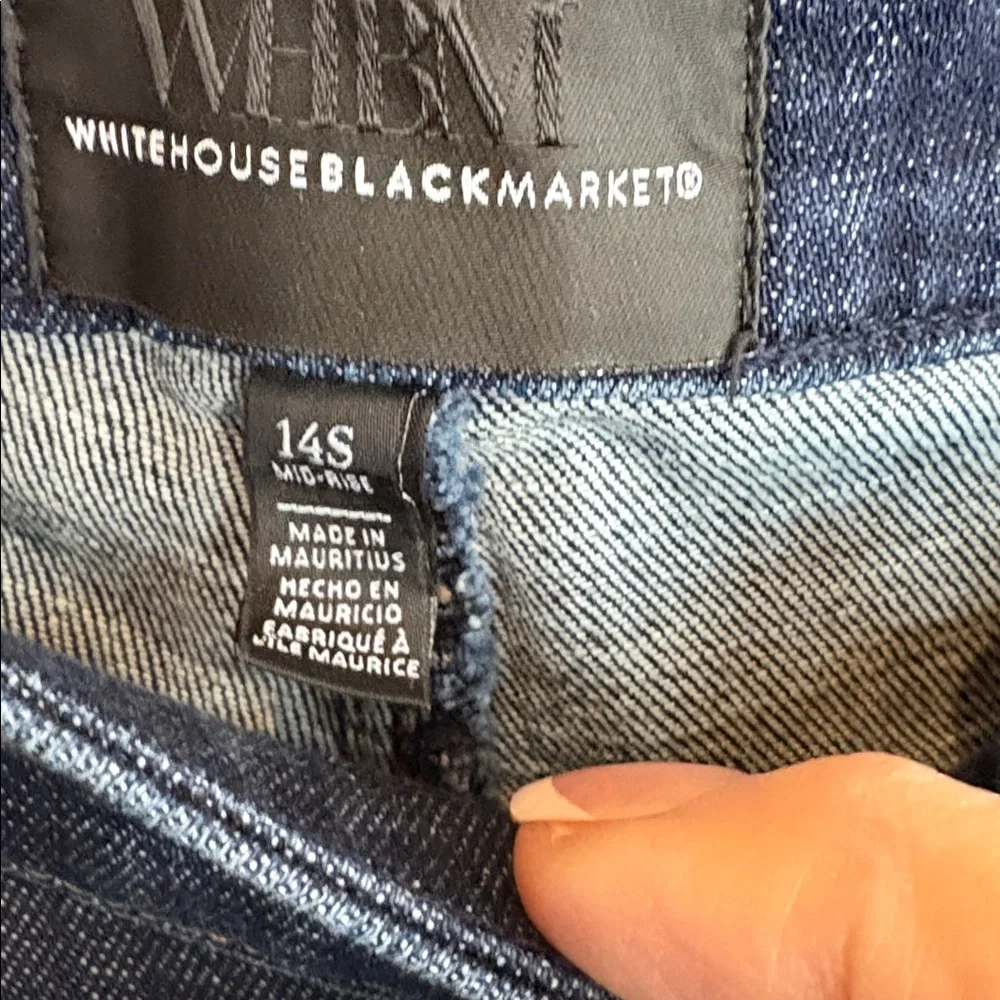 WHBM
WHITEHOUSEBLACKMARKET®
14S
MID-RISE
MADE IN
MAURITIUS
HECHO EN
MAURICIO
FABRIQUÉ À
L'ILE MAURICE